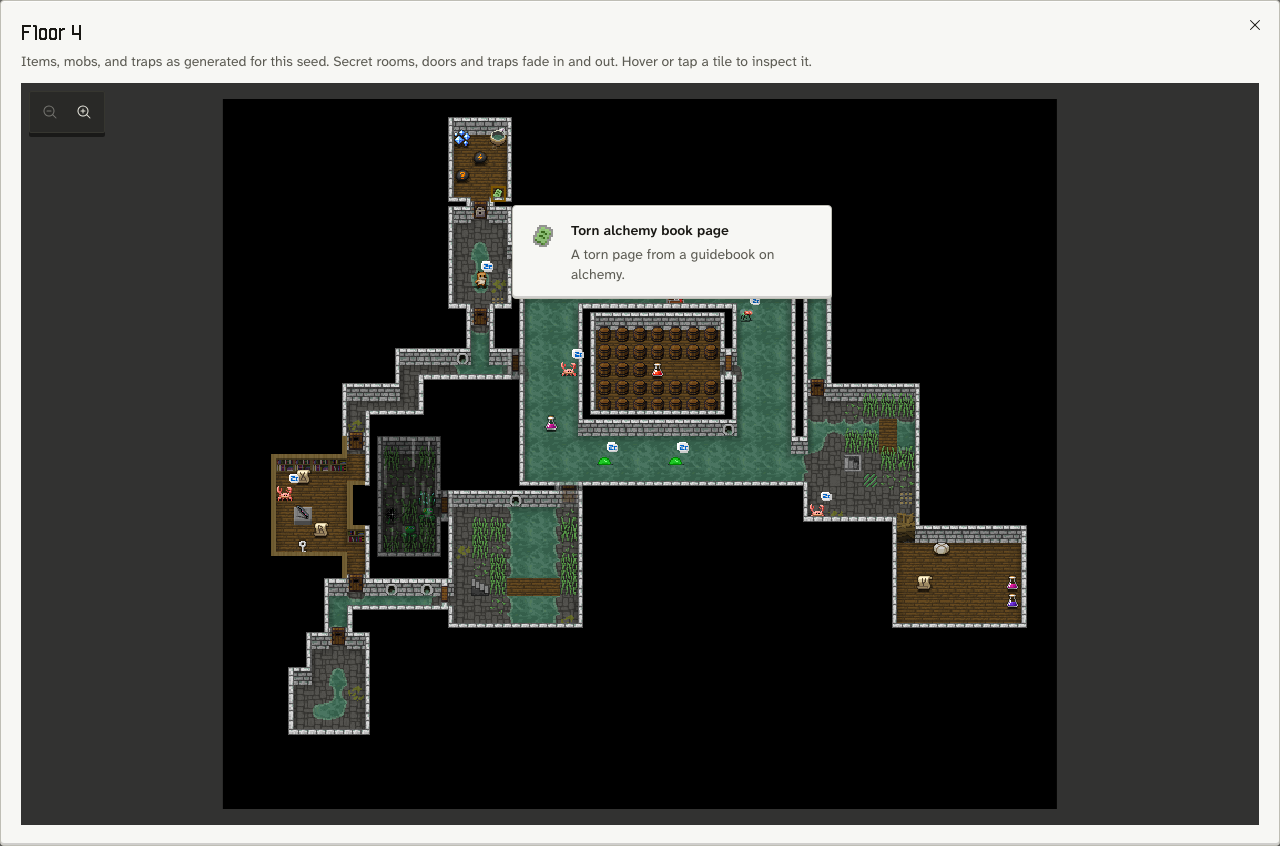 Floor 4
Items, mobs, and traps as generated for this seed. Secret rooms, doors and traps fade in and out. Hover or tap a tile to inspect it.
Torn alchemy book page
A torn page from a guidebook on
alchemy.